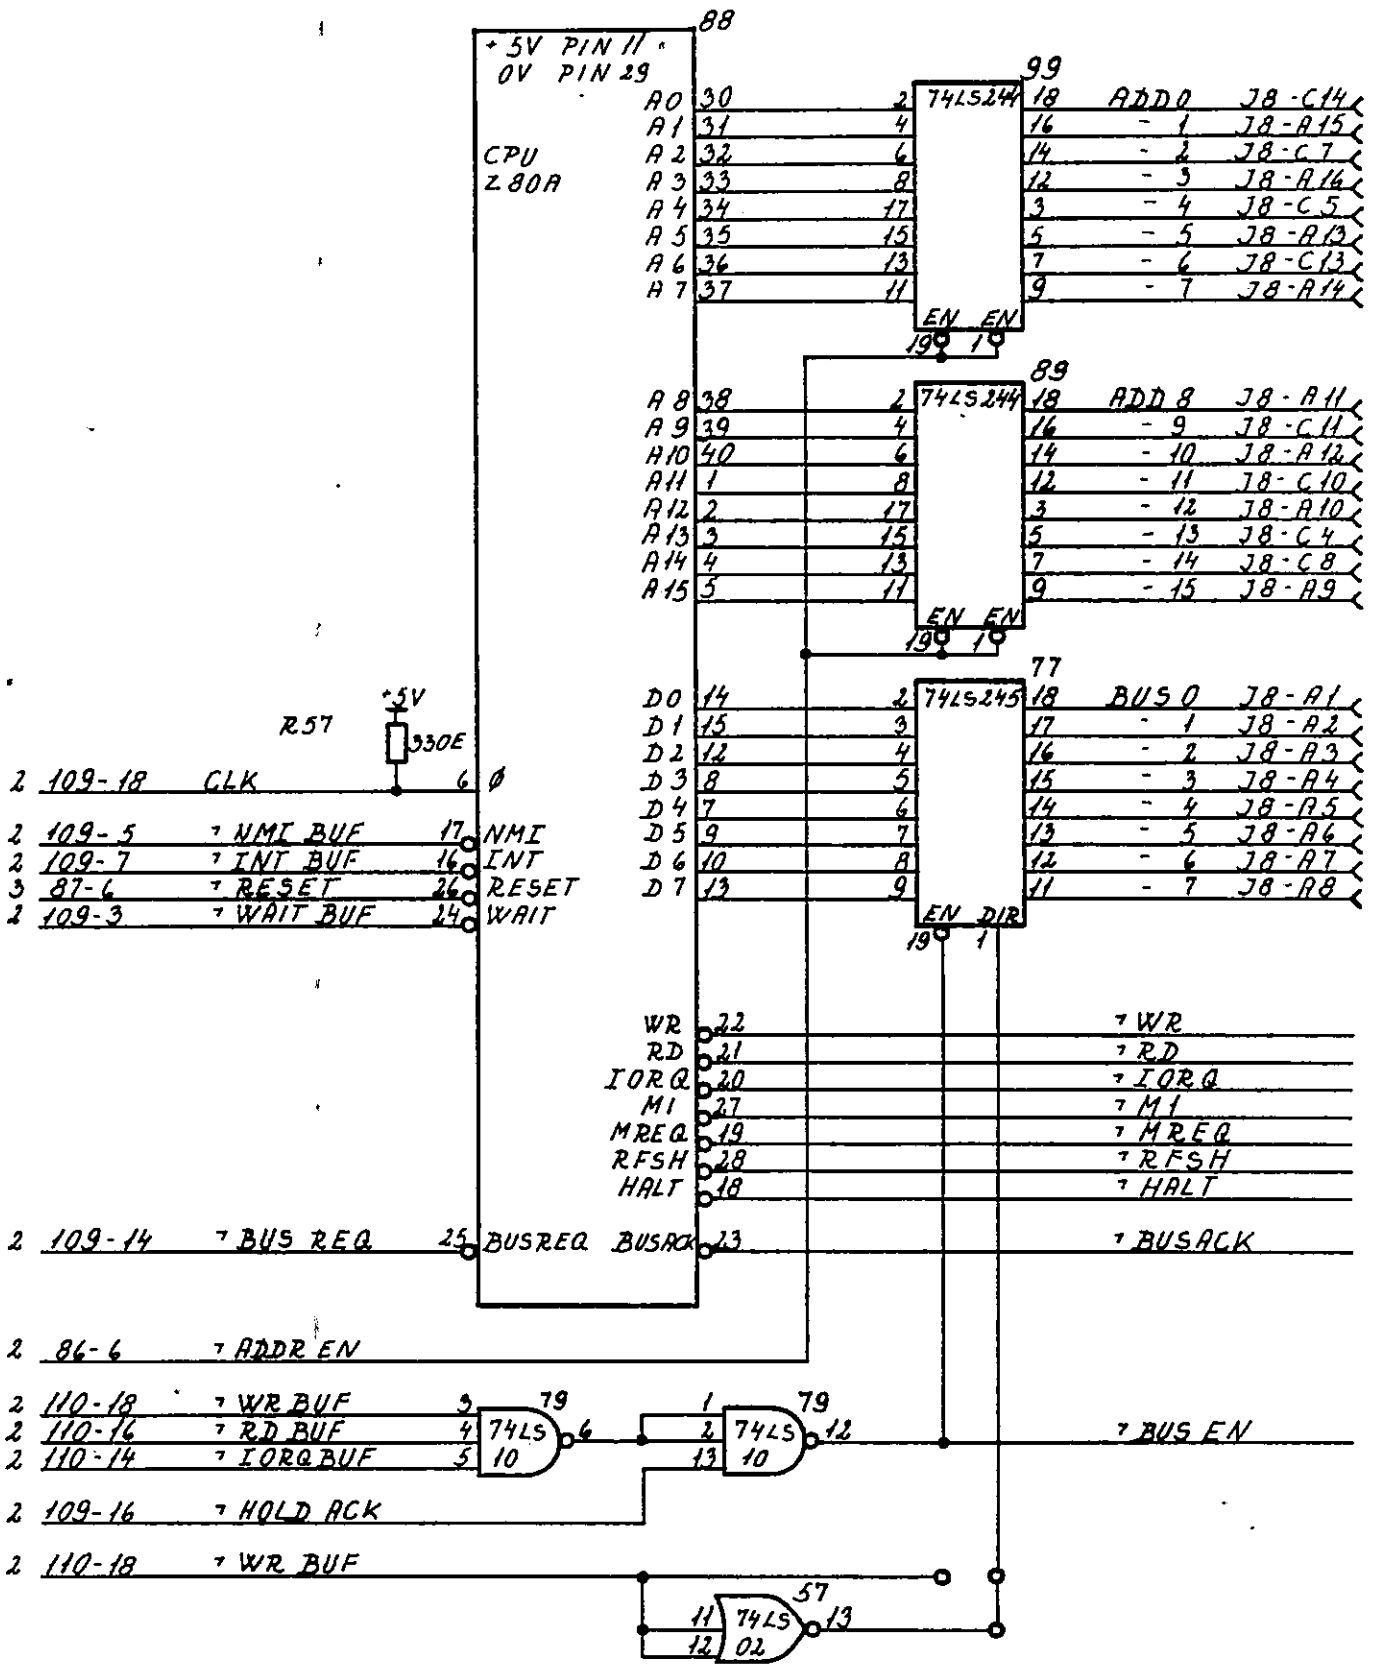 88
+5V PIN 11
0V PIN 29
CPU
Z80A
99
A0 30 2 74LS244 18 ADD0 J8-C14
A1 31 4 16 - 1 J8-A15
A2 32 6 14 - 2 J8-C7
A3 33 8 12 - 3 J8-A16
A4 34 17 3 - 4 J8-C5
A5 35 15 5 - 5 J8-A13
A6 36 13 7 - 6 J8-C13
A7 37 11 9 - 7 J8-A14
EN EN
19 1
89
A8 38 2 74LS244 18 ADD8 J8-A11
A9 39 4 16 - 9 J8-C11
A10 40 6 14 - 10 J8-A12
A11 1 8 12 - 11 J8-C10
A12 2 17 3 - 12 J8-A10
A13 3 15 5 - 13 J8-C4
A14 4 13 7 - 14 J8-C8
A15 5 11 9 - 15 J8-A9
EN EN
19 1
77
D0 14 2 74LS245 18 BUS0 J8-A1
D1 15 3 17 - 1 J8-A2
D2 12 4 16 - 2 J8-A3
D3 8 5 15 - 3 J8-A4
D4 7 6 14 - 4 J8-A5
D5 9 7 13 - 5 J8-A6
D6 10 8 12 - 6 J8-A7
D7 13 9 11 - 7 J8-A8
EN DIR
19 1
+5V
R57 330E
2 109-18 CLK 6 Ø
2 109-5 ¬NMI BUF 17 NMI
2 109-7 ¬INT BUF 16 INT
3 87-6 ¬RESET 26 RESET
2 109-3 ¬WAIT BUF 24 WAIT
WR 22 ¬WR
RD 21 ¬RD
IORQ 20 ¬IORQ
M1 27 ¬M1
MREQ 19 ¬MREQ
RFSH 28 ¬RFSH
HALT 18 ¬HALT
2 109-14 ¬BUS REQ 25 BUSREQ BUSACK 23 ¬BUSACK
2 86-6 ¬ADDR EN
2 110-18 ¬WR BUF 3 79 1 79
2 110-16 ¬RD BUF 4 74LS 6 2 74LS 12 ¬BUS EN
2 110-14 ¬IORQ BUF 5 10 13 10
2 109-16 ¬HOLD ACK
2 110-18 ¬WR BUF
57
11 74LS 13
12 02